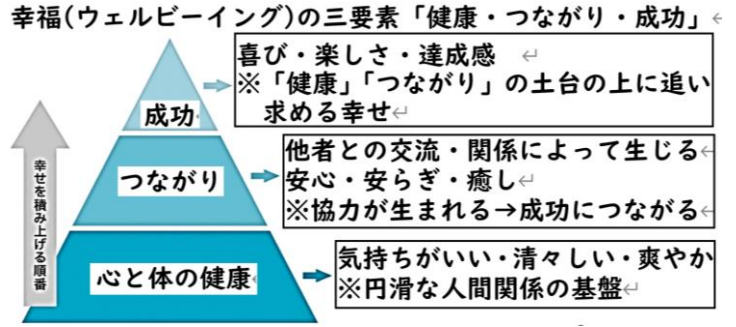 幸福(ウェルビーイング)の三要素「健康・つながり・成功」
喜び・楽しさ・達成感
※「健康」「つながり」の土台の上に追い
求める幸せ
成功
他者との交流・関係によって生じる
安心・安らぎ・癒し
※協力が生まれる→成功につながる
つながり
気持ちがいい・清々しい・爽やか
※円滑な人間関係の基盤
心と体の健康
幸せを積み上げる順番